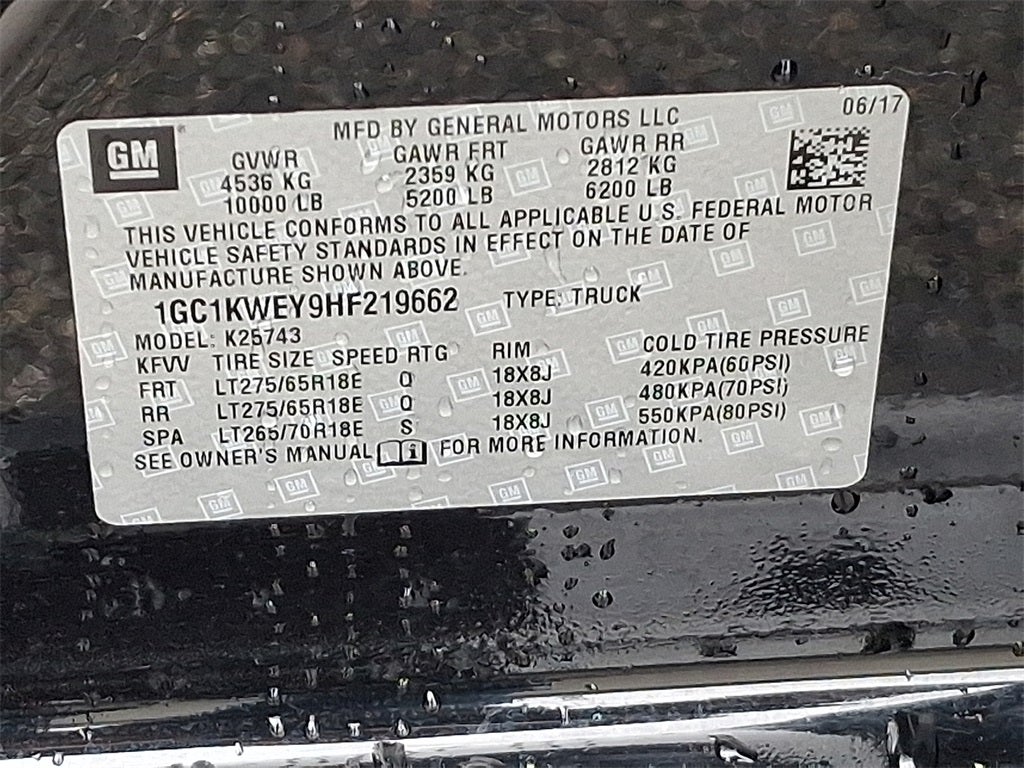 GM
MFD BY GENERAL MOTORS LLC
06/17
GVWR GAWR FRT GAWR RR
4536 KG 2359 KG 2812 KG
10000 LB 5200 LB 6200 LB
THIS VEHICLE CONFORMS TO ALL APPLICABLE U.S. FEDERAL MOTOR
VEHICLE SAFETY STANDARDS IN EFFECT ON THE DATE OF
MANUFACTURE SHOWN ABOVE.
1GC1KWEY9HF219662 TYPE: TRUCK
MODEL: K25743
KFVV TIRE SIZE SPEED RTG RIM COLD TIRE PRESSURE
FRT LT275/65R18E Q 18X8J 420KPA(60PSI)
RR LT275/65R18E Q 18X8J 480KPA(70PSI)
SPA LT265/70R18E S 18X8J 550KPA(80PSI)
SEE OWNER'S MANUAL FOR MORE INFORMATION.